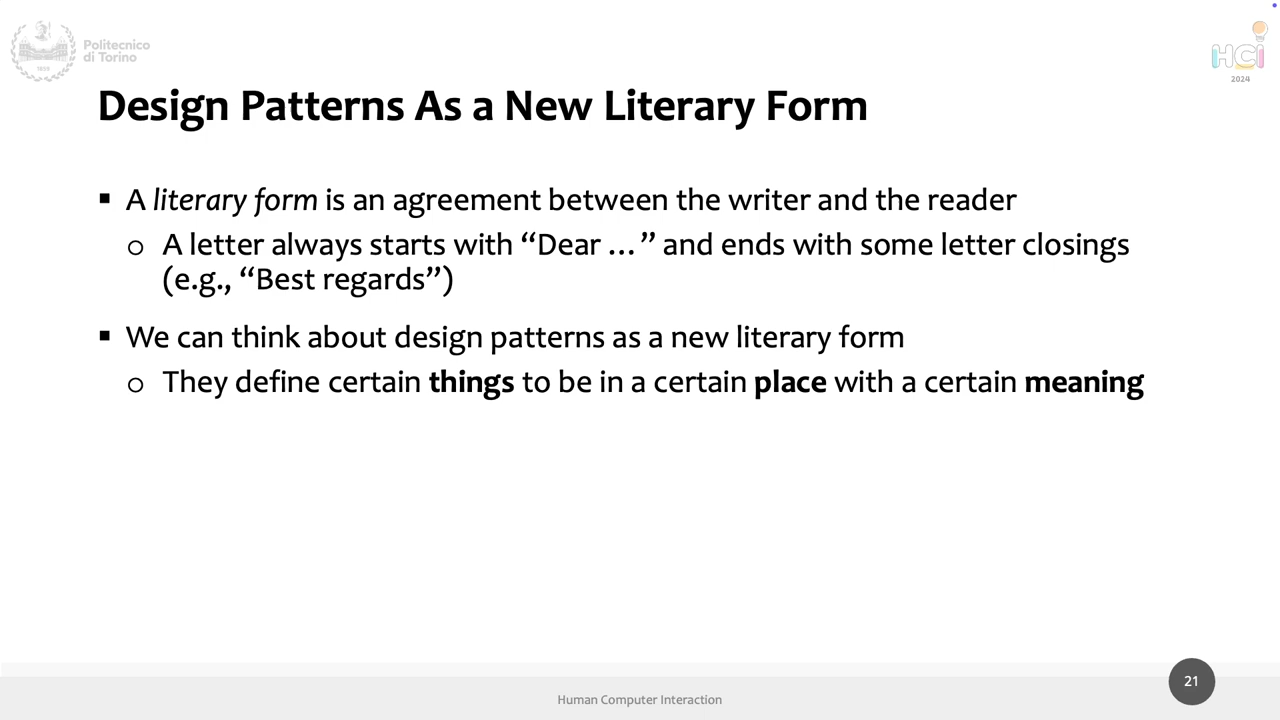 Politecnico
di Torino
1859
HCI
2024
Design Patterns As a New Literary Form
▪ A literary form is an agreement between the writer and the reader
o A letter always starts with “Dear …” and ends with some letter closings
(e.g., “Best regards”)
▪ We can think about design patterns as a new literary form
o They define certain things to be in a certain place with a certain meaning
21
Human Computer Interaction